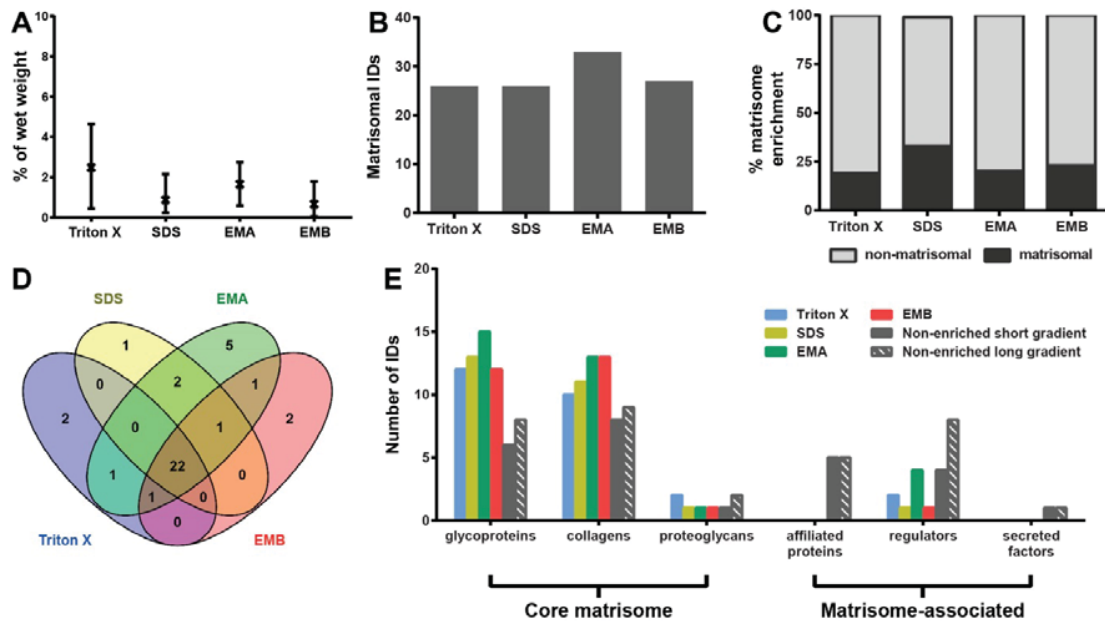 A
% of wet weight
10
8
6
4
2
0
Triton X SDS EMA EMB
B
Matrisomal IDs
40
30
20
10
0
Triton X SDS EMA EMB
C
% matrisome
enrichment
100
75
50
25
0
Triton X SDS EMA EMB
non-matrisomal matrisomal
D
SDS EMA
1 5
0 2 1
2 0 1 2
22
1 0
1 0
0
Triton X EMB
E
Number of IDs
20
15
10
5
0
Triton X EMB
SDS Non-enriched short gradient
EMA Non-enriched long gradient
glycoproteins collagens proteoglycans affiliated proteins regulators secreted factors
Core matrisome Matrisome-associated